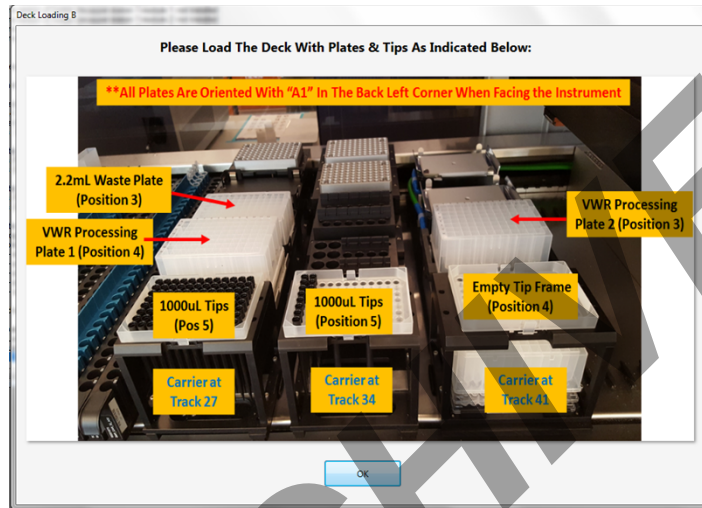 Deck Loading B
Please Load The Deck With Plates & Tips As Indicated Below:
**All Plates Are Oriented With “A1” In The Back Left Corner When Facing the Instrument
2.2mL Waste Plate
(Position 3)
VWR Processing
Plate 1 (Position 4)
VWR Processing
Plate 2 (Position 3)
1000uL Tips
(Pos 5)
1000uL Tips
(Position 5)
Empty Tip Frame
(Position 4)
Carrier at
Track 27
Carrier at
Track 34
Carrier at
Track 41
OK